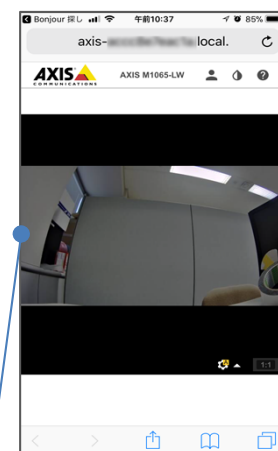 Bonjour 探し 午前10:37 85%
axis- local.
AXIS
COMMUNICATIONS
AXIS M1065-LW
1:1